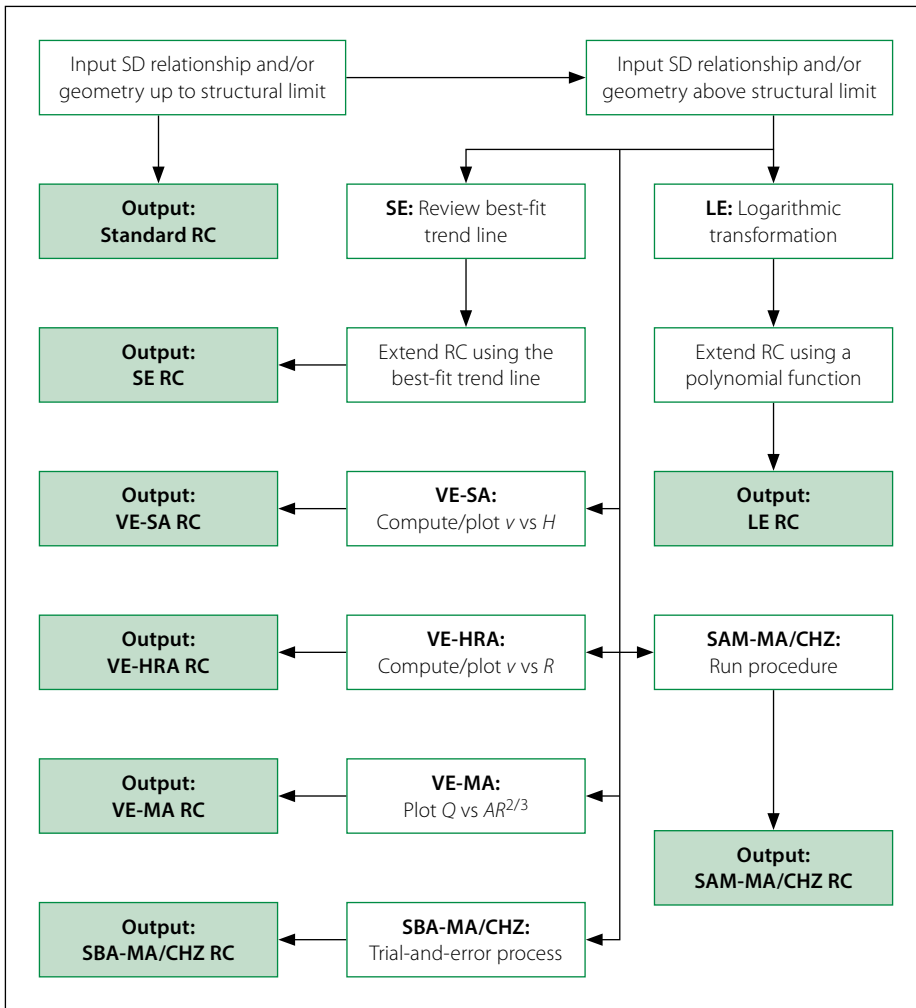 Input SD relationship and/or
geometry up to structural limit
Input SD relationship and/or
geometry above structural limit
Output:
Standard RC
SE: Review best-fit
trend line
LE: Logarithmic
transformation
Output:
SE RC
Extend RC using the
best-fit trend line
Extend RC using a
polynomial function
Output:
VE-SA RC
VE-SA:
Compute/plot v vs H
Output:
LE RC
Output:
VE-HRA RC
VE-HRA:
Compute/plot v vs R
SAM-MA/CHZ:
Run procedure
Output:
VE-MA RC
VE-MA:
Plot Q vs AR^2/3
Output:
SAM-MA/CHZ RC
Output:
SBA-MA/CHZ RC
SBA-MA/CHZ:
Trial-and-error process